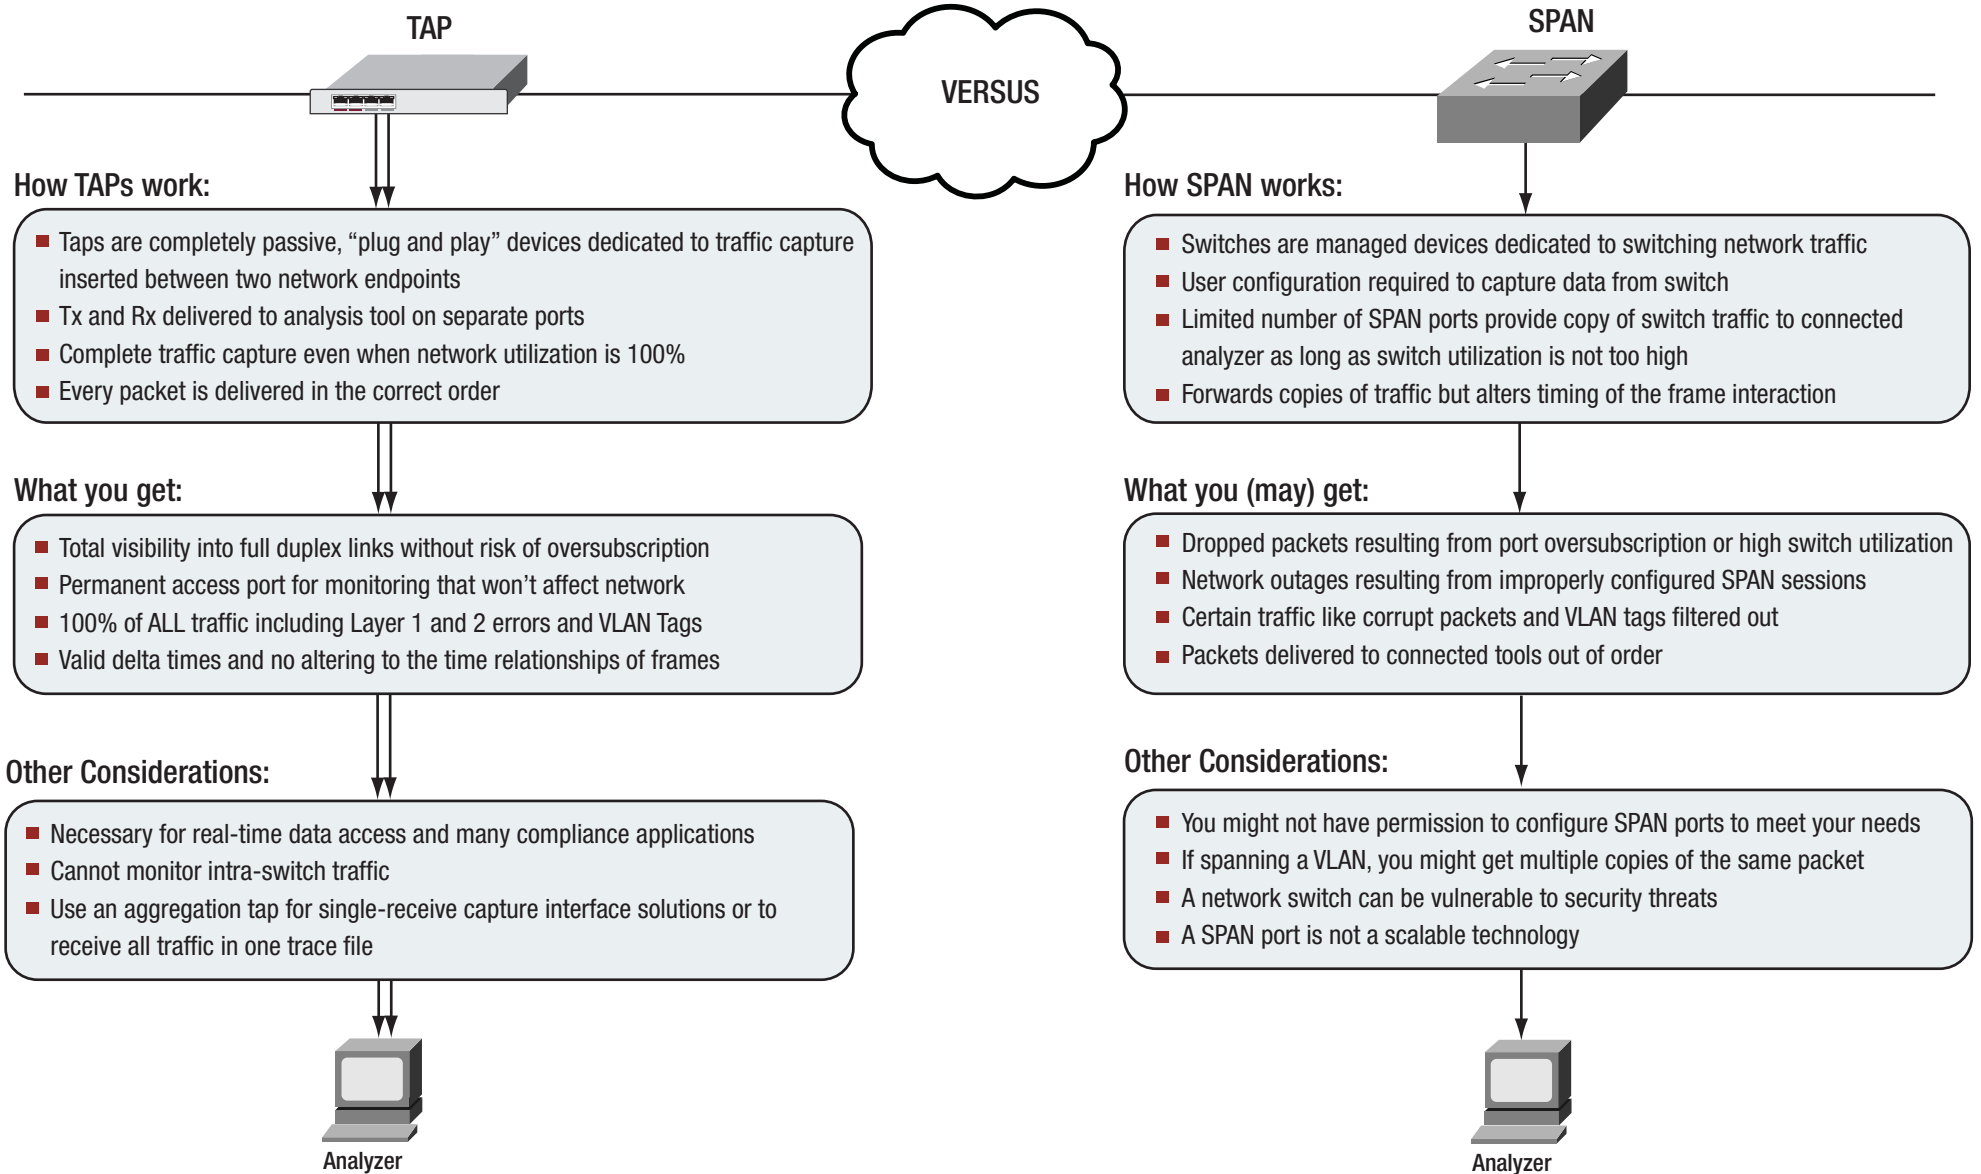 TAP
VERSUS
SPAN
How TAPs work:
Taps are completely passive, “plug and play” devices dedicated to traffic capture
inserted between two network endpoints
Tx and Rx delivered to analysis tool on separate ports
Complete traffic capture even when network utilization is 100%
Every packet is delivered in the correct order
What you get:
Total visibility into full duplex links without risk of oversubscription
Permanent access port for monitoring that won’t affect network
100% of ALL traffic including Layer 1 and 2 errors and VLAN Tags
Valid delta times and no altering to the time relationships of frames
Other Considerations:
Necessary for real-time data access and many compliance applications
Cannot monitor intra-switch traffic
Use an aggregation tap for single-receive capture interface solutions or to
receive all traffic in one trace file
Analyzer
How SPAN works:
Switches are managed devices dedicated to switching network traffic
User configuration required to capture data from switch
Limited number of SPAN ports provide copy of switch traffic to connected
analyzer as long as switch utilization is not too high
Forwards copies of traffic but alters timing of the frame interaction
What you (may) get:
Dropped packets resulting from port oversubscription or high switch utilization
Network outages resulting from improperly configured SPAN sessions
Certain traffic like corrupt packets and VLAN tags filtered out
Packets delivered to connected tools out of order
Other Considerations:
You might not have permission to configure SPAN ports to meet your needs
If spanning a VLAN, you might get multiple copies of the same packet
A network switch can be vulnerable to security threats
A SPAN port is not a scalable technology
Analyzer